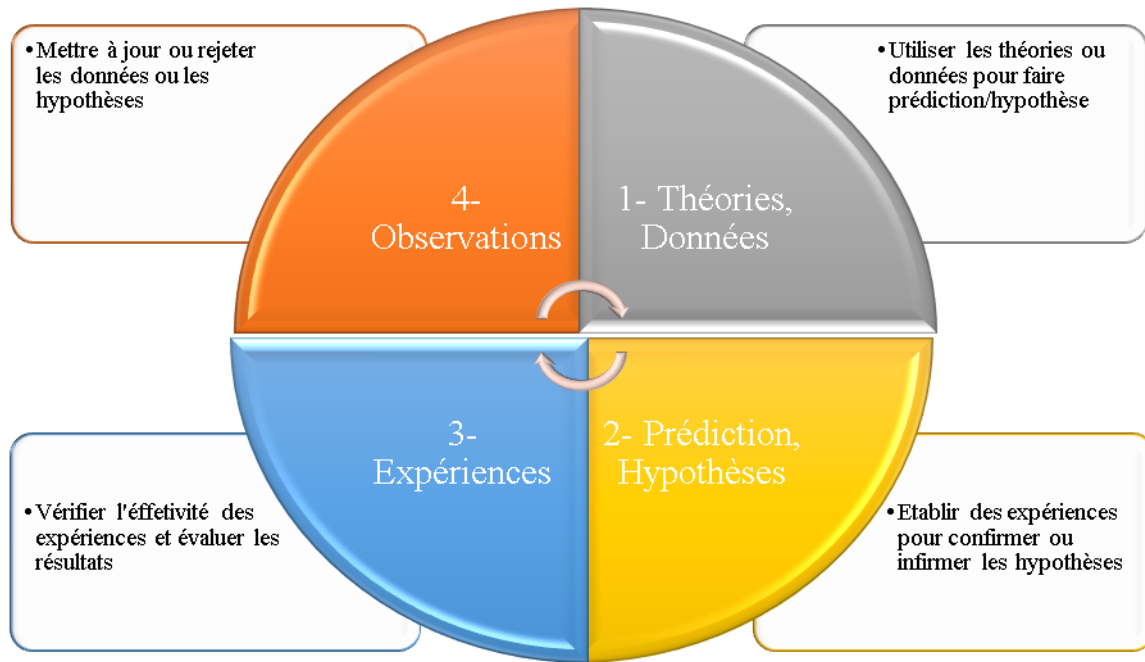 •Mettre à jour ou rejeter
les données ou les
hypothèses
•Utiliser les théories ou
données pour faire
prédiction/hypothèse
4-
Observations
1- Théories,
Données
3-
Expériences
2- Prédiction,
Hypothèses
•Vérifier l'éffetivité des
expériences et évaluer les
résultats
•Etablir des expériences
pour confirmer ou
infirmer les hypothèses